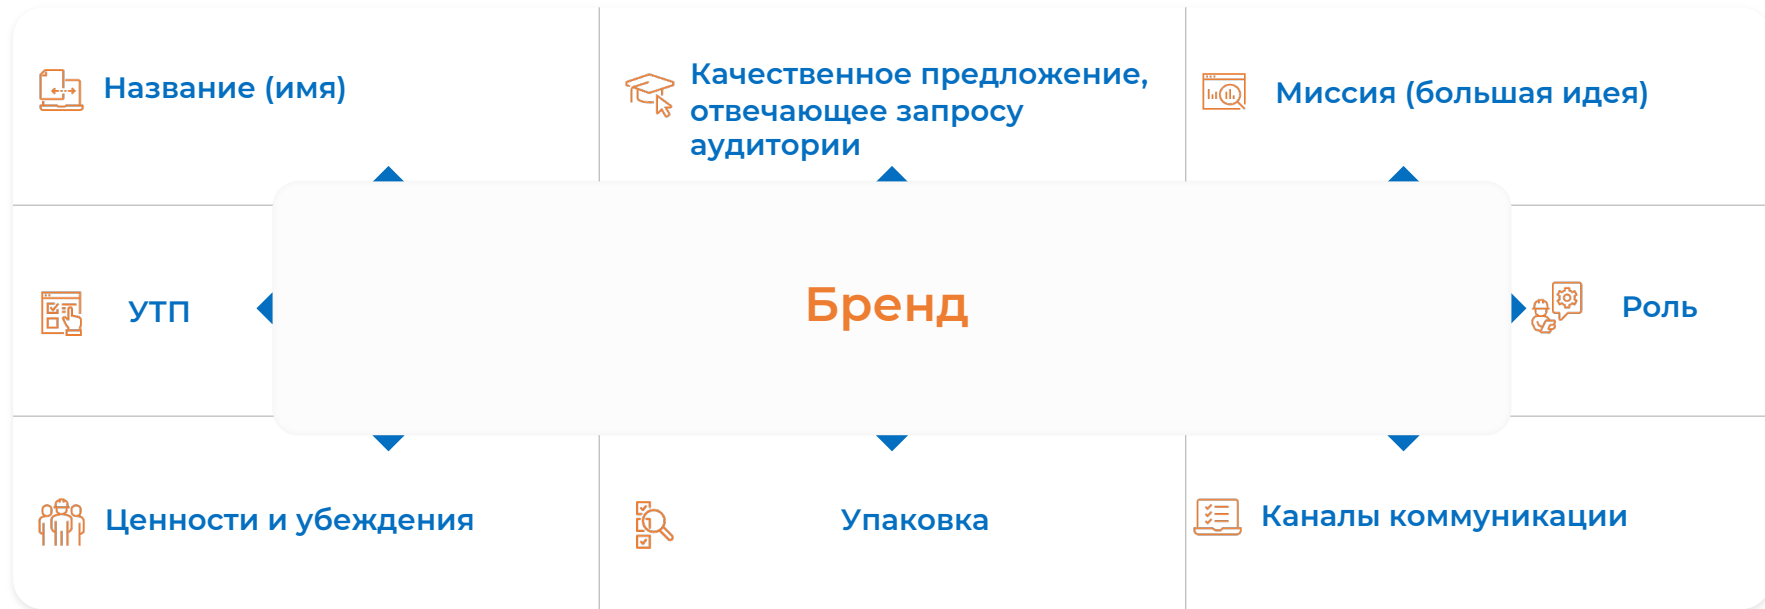 Название (имя)
Качественное предложение,
отвечающее запросу
аудитории
Миссия (большая идея)
УТП
Бренд
Роль
Ценности и убеждения
Упаковка
Каналы коммуникации